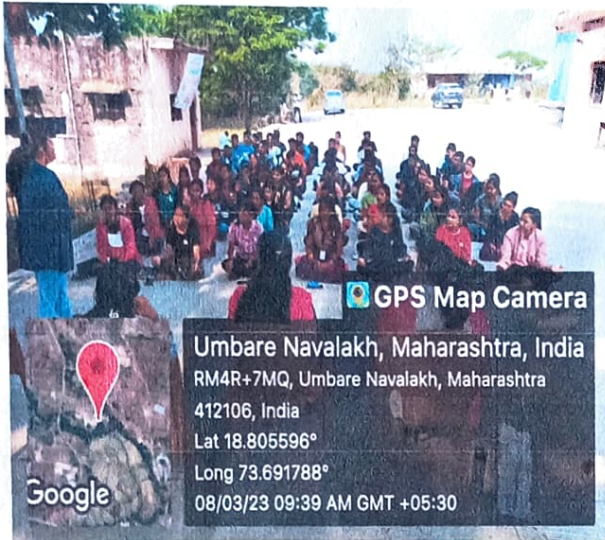 GPS Map Camera
Umbare Navalakh, Maharashtra, India
RM4R+7MQ, Umbare Navalakh, Maharashtra
412106, India
Lat 18.805596°
Long 73.691788°
08/03/23 09:39 AM GMT +05:30
Google